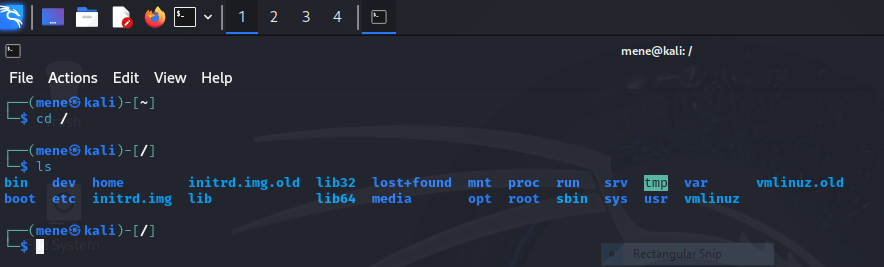 1 2 3 4
mene@kali: /
File Actions Edit View Help
┌──(mene㉿kali)-[~]
└─$ cd /
┌──(mene㉿kali)-[/]
└─$ ls
bin dev home initrd.img.old lib32 lost+found mnt proc run srv tmp var vmlinuz.old
boot etc initrd.img lib lib64 media opt root sbin sys usr vmlinuz
┌──(mene㉿kali)-[/]
└─$
System
Rectangular Snip